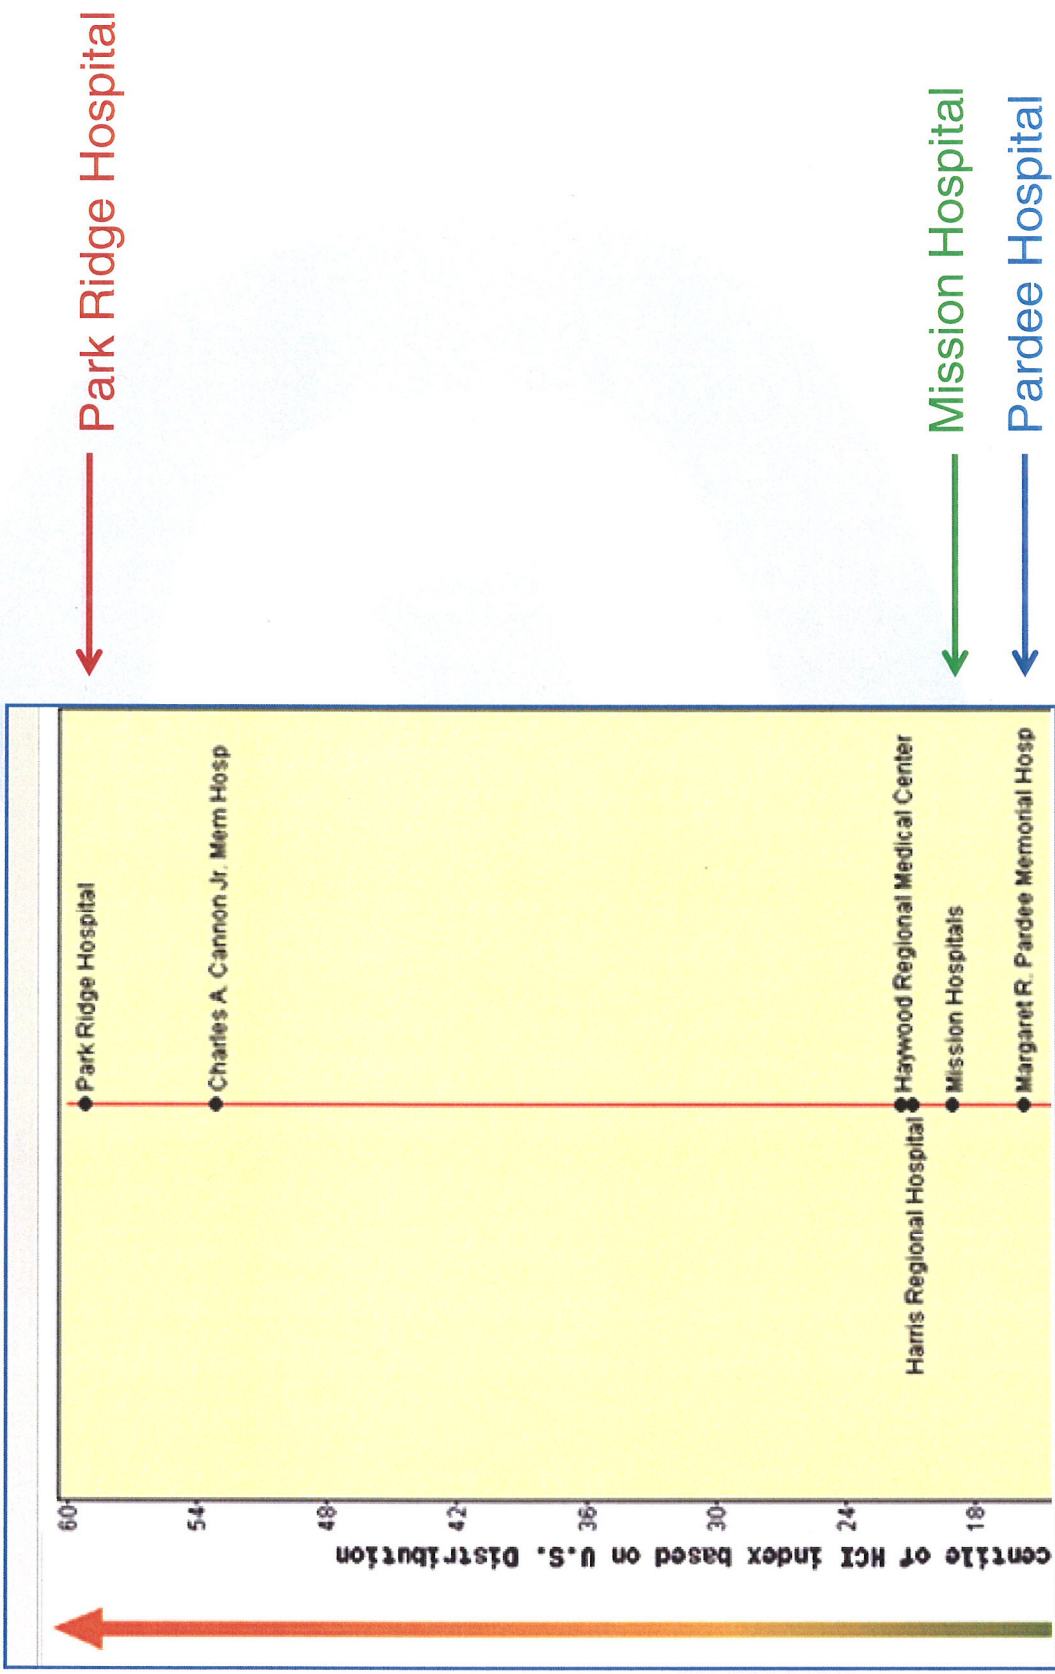 Park Ridge Hospital
Mission Hospital
Pardee Hospital
Park Ridge Hospital
Charles A. Cannon Jr. Mem Hosp
Haywood Regional Medical Center
Harris Regional Hospital
Mission Hospitals
Margaret R. Pardee Memorial Hosp
60
54
48
42
36
30
24
18
centile of HCI index based on U.S. Distribution